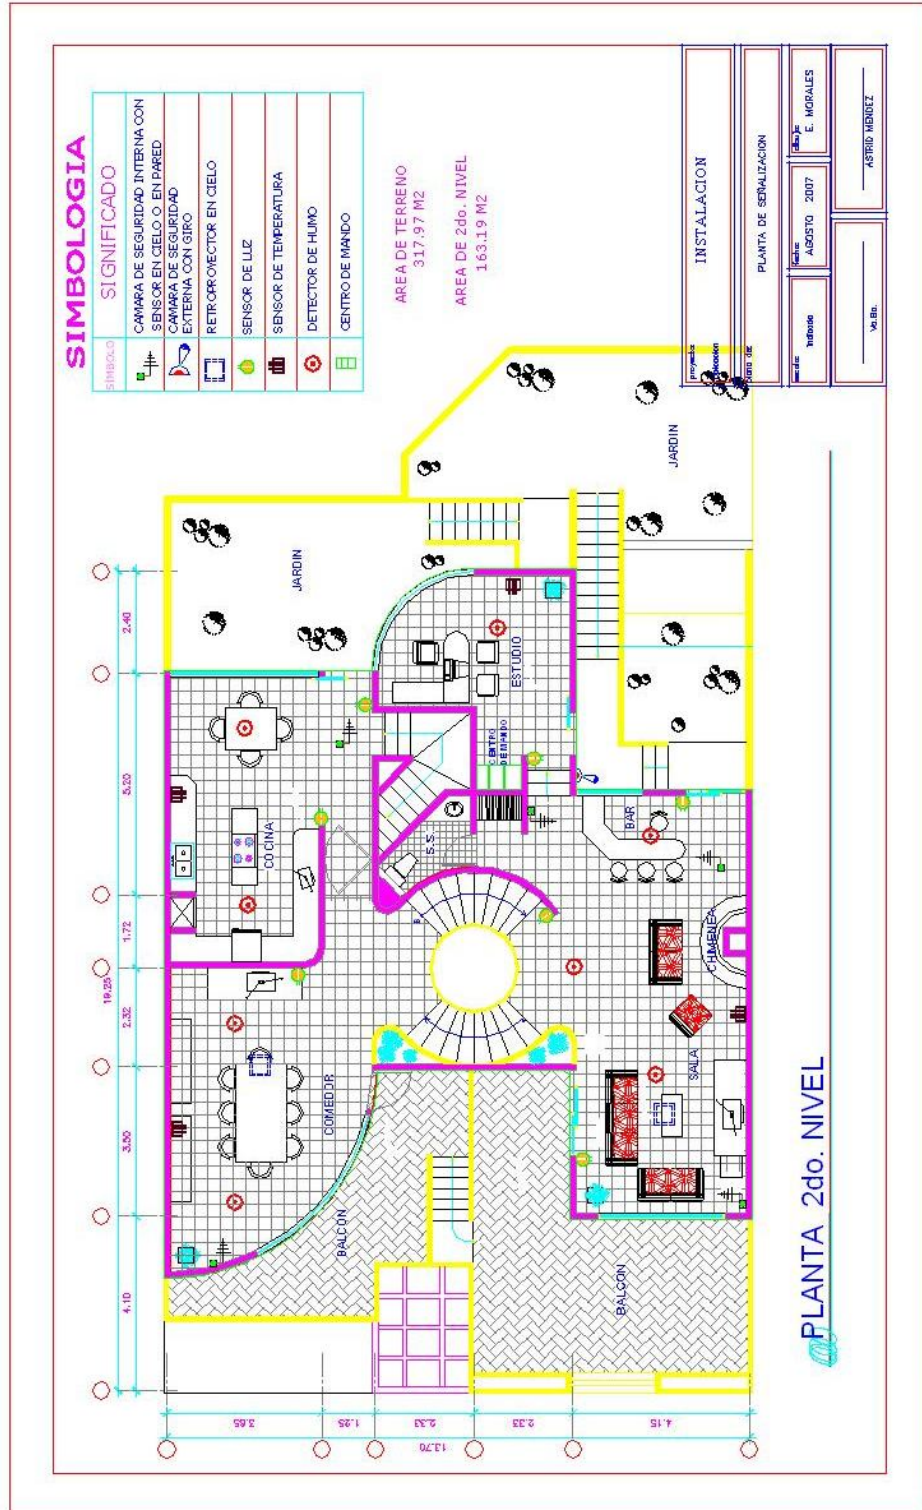 SIMBOLOGIA
SIMBOLO
SIGNIFICADO
CAMARA DE SEGURIDAD INTERNA CON
SENSOR EN CIELO O EN PARED
CAMARA DE SEGURIDAD
EXTERNA CON GIRO
RETROPROYECTOR EN CIELO
SENSOR DE LUZ
SENSOR DE TEMPERATURA
DETECTOR DE HUMO
CENTRO DE MANDO
AREA DE TERRENO
317.97 M2
AREA DE 2do. NIVEL
163.19 M2
INSTALACION
PLANTA DE SEÑALIZACION
E. MORALES
AGOSTO 2007
Indicada
ASTRID MENDEZ
Vo.Bo.
JARDIN
JARDIN
ESTUDIO
CENTRO
DE MANDO
COCINA
S.S.
BAR
CHIMENEA
SALA
COMEDOR
BALCON
BALCON
4.10
3.50
2.32
1.72
5.20
2.40
19.25
3.65
1.25
2.33
2.33
4.15
13.70
PLANTA 2do. NIVEL